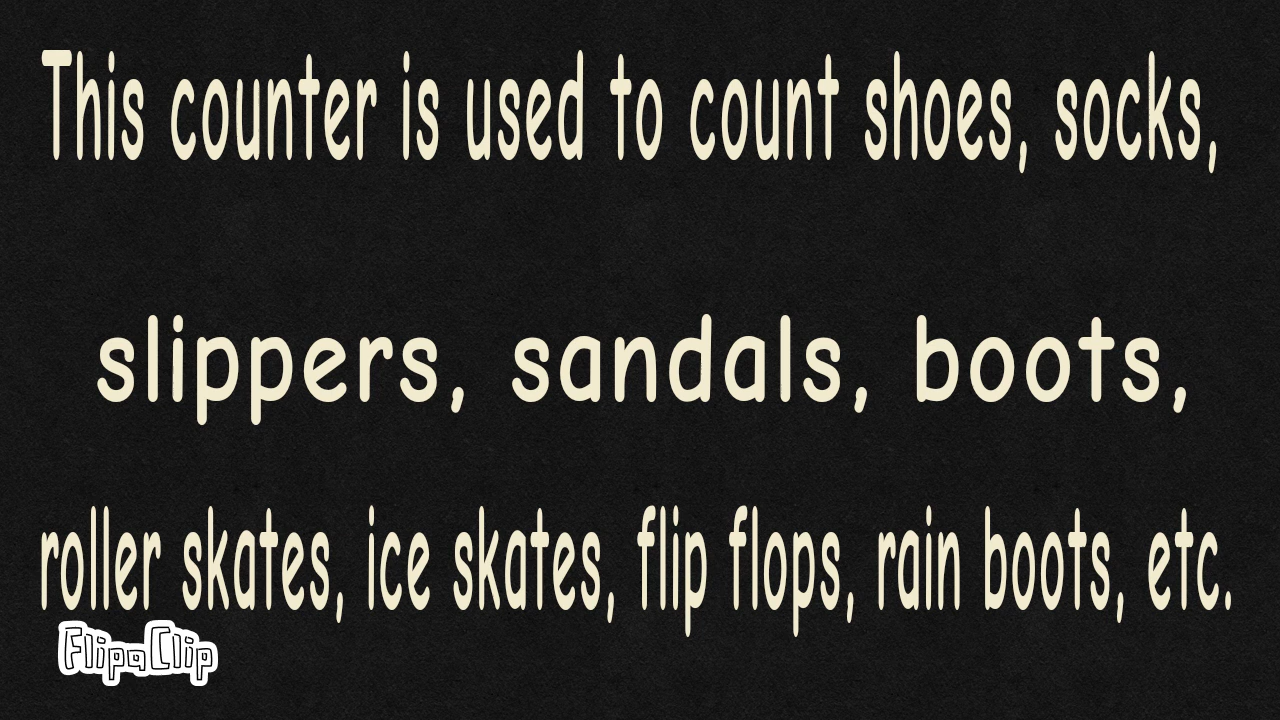 This counter is used to count shoes, socks,
slippers, sandals, boots,
roller skates, ice skates, flip flops, rain boots, etc.
FlipaClip